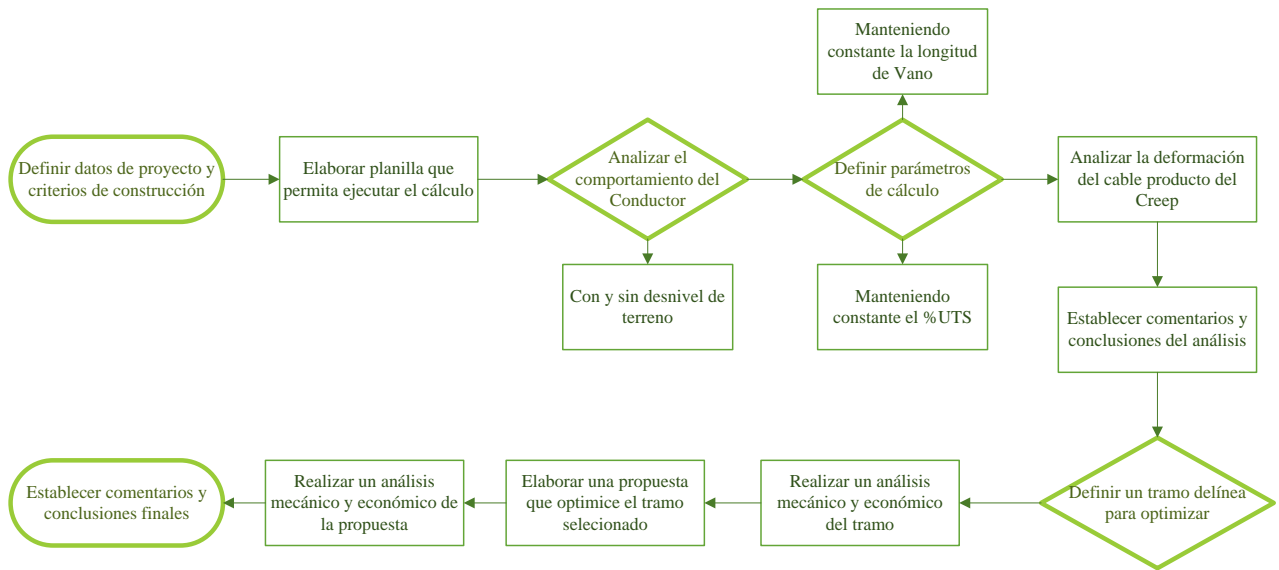 Definir datos de proyecto y
criterios de construcción
Elaborar planilla que
permita ejecutar el cálculo
Analizar el
comportamiento del
Conductor
Con y sin desnivel de
terreno
Manteniendo
constante la longitud
de Vano
Definir parámetros
de cálculo
Manteniendo
constante el %UTS
Analizar la deformación
del cable producto del
Creep
Establecer comentarios y
conclusiones del análisis
Definir un tramo delínea
para optimizar
Realizar un análisis
mecánico y económico
del tramo
Elaborar una propuesta
que optimice el tramo
selecionado
Realizar un análisis
mecánico y económico de
la propuesta
Establecer comentarios y
conclusiones finales